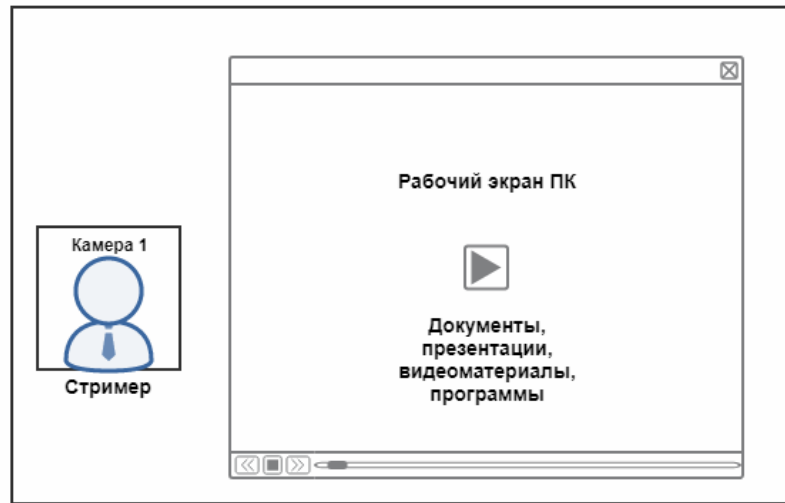 Рабочий экран ПК
Камера 1
Стример
Документы,
презентации,
видеоматериалы,
программы